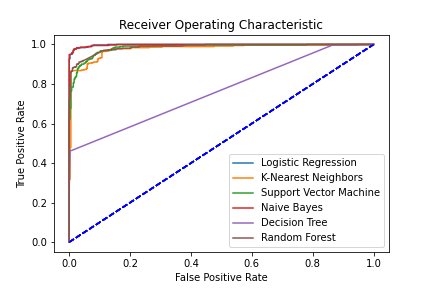 Receiver Operating Characteristic
True Positive Rate
1.0
0.8
0.6
0.4
0.2
0.0
Logistic Regression
K-Nearest Neighbors
Support Vector Machine
Naive Bayes
Decision Tree
Random Forest
0.0 0.2 0.4 0.6 0.8 1.0
False Positive Rate